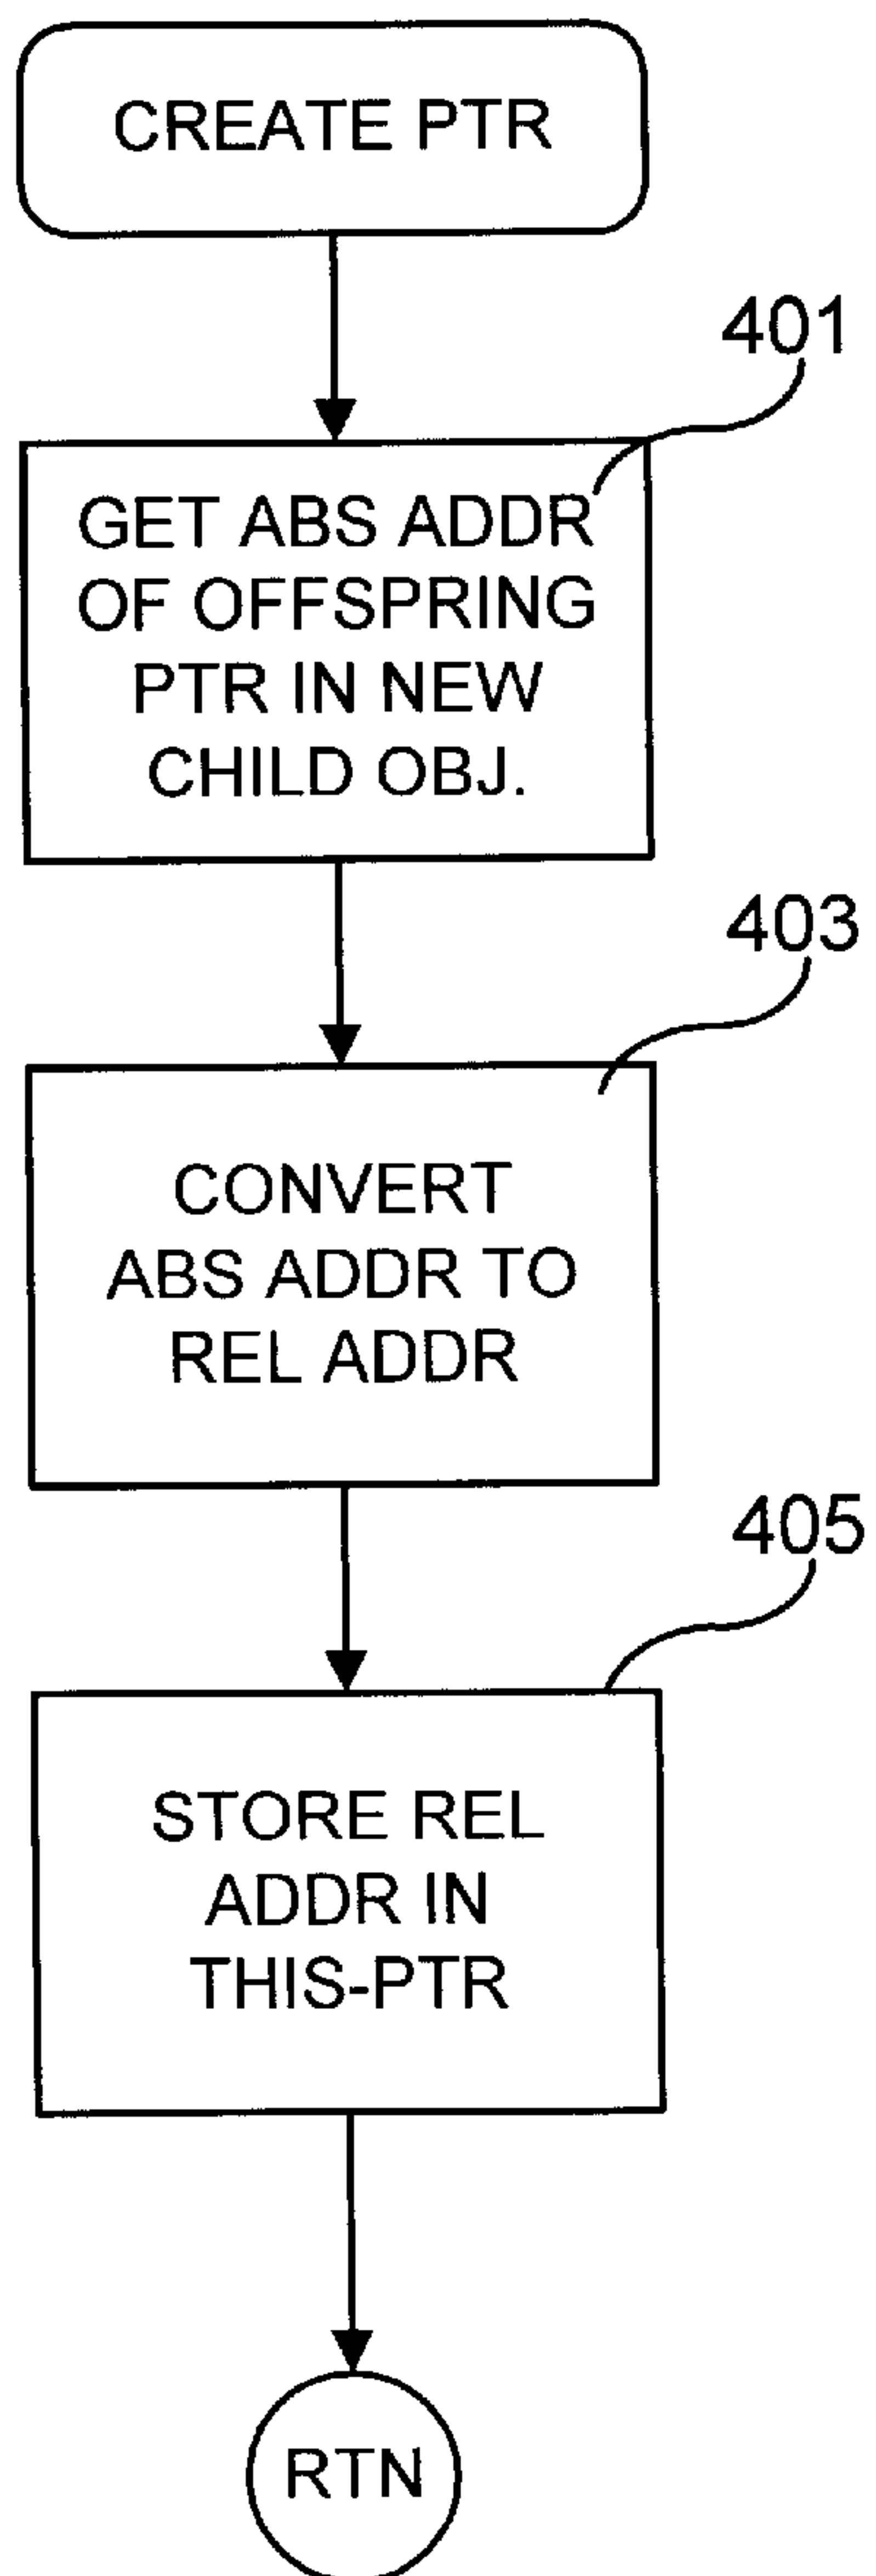 CREATE PTR
401
GET ABS ADDR
OF OFFSPRING
PTR IN NEW
CHILD OBJ.
403
CONVERT
ABS ADDR TO
REL ADDR
405
STORE REL
ADDR IN
THIS-PTR
RTN